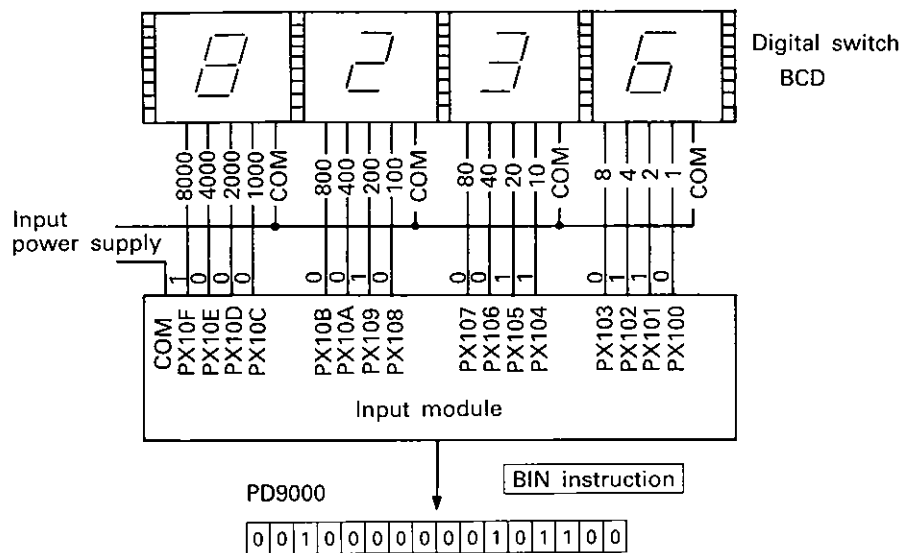 8 2 3 6
Digital switch
BCD
8000 4000 2000 1000 COM 800 400 200 100 COM 80 40 20 10 COM 8 4 2 1 COM
Input
power supply
1 0 0 0 0 0 1 0 0 0 1 1 0 1 1 0
COM PX10F PX10E PX10D PX10C PX10B PX10A PX109 PX108 PX107 PX106 PX105 PX104 PX103 PX102 PX101 PX100
Input module
BIN instruction
PD9000
0 0 1 0 0 0 0 0 0 0 1 0 1 1 0 0